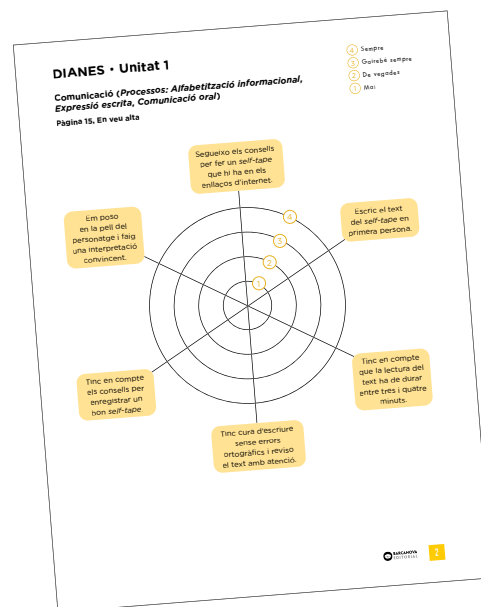 DIANES • Unitat 1
Comunicació (Processos: Alfabetització informacional,
Expressió escrita, Comunicació oral)
Pàgina 15, En veu alta
4 Sempre
3 Gairebé sempre
2 De vegades
1 Mai
Segueixo els consells
per fer un self-tape
que hi ha en els
enllaços d'internet.
Em poso
en la pell del
personatge i faig
una interpretació
convincent.
Escric el text
del self-tape en
primera persona.
4
3
2
1
Tinc en compte
els consells per
enregistrar un
bon self-tape.
Tinc en compte
que la lectura del
text ha de durar
entre tres i quatre
minuts.
Tinc cura d'escriure
sense errors
ortogràfics i reviso
el text amb atenció.
BARCANOVA
EDITORIAL
2